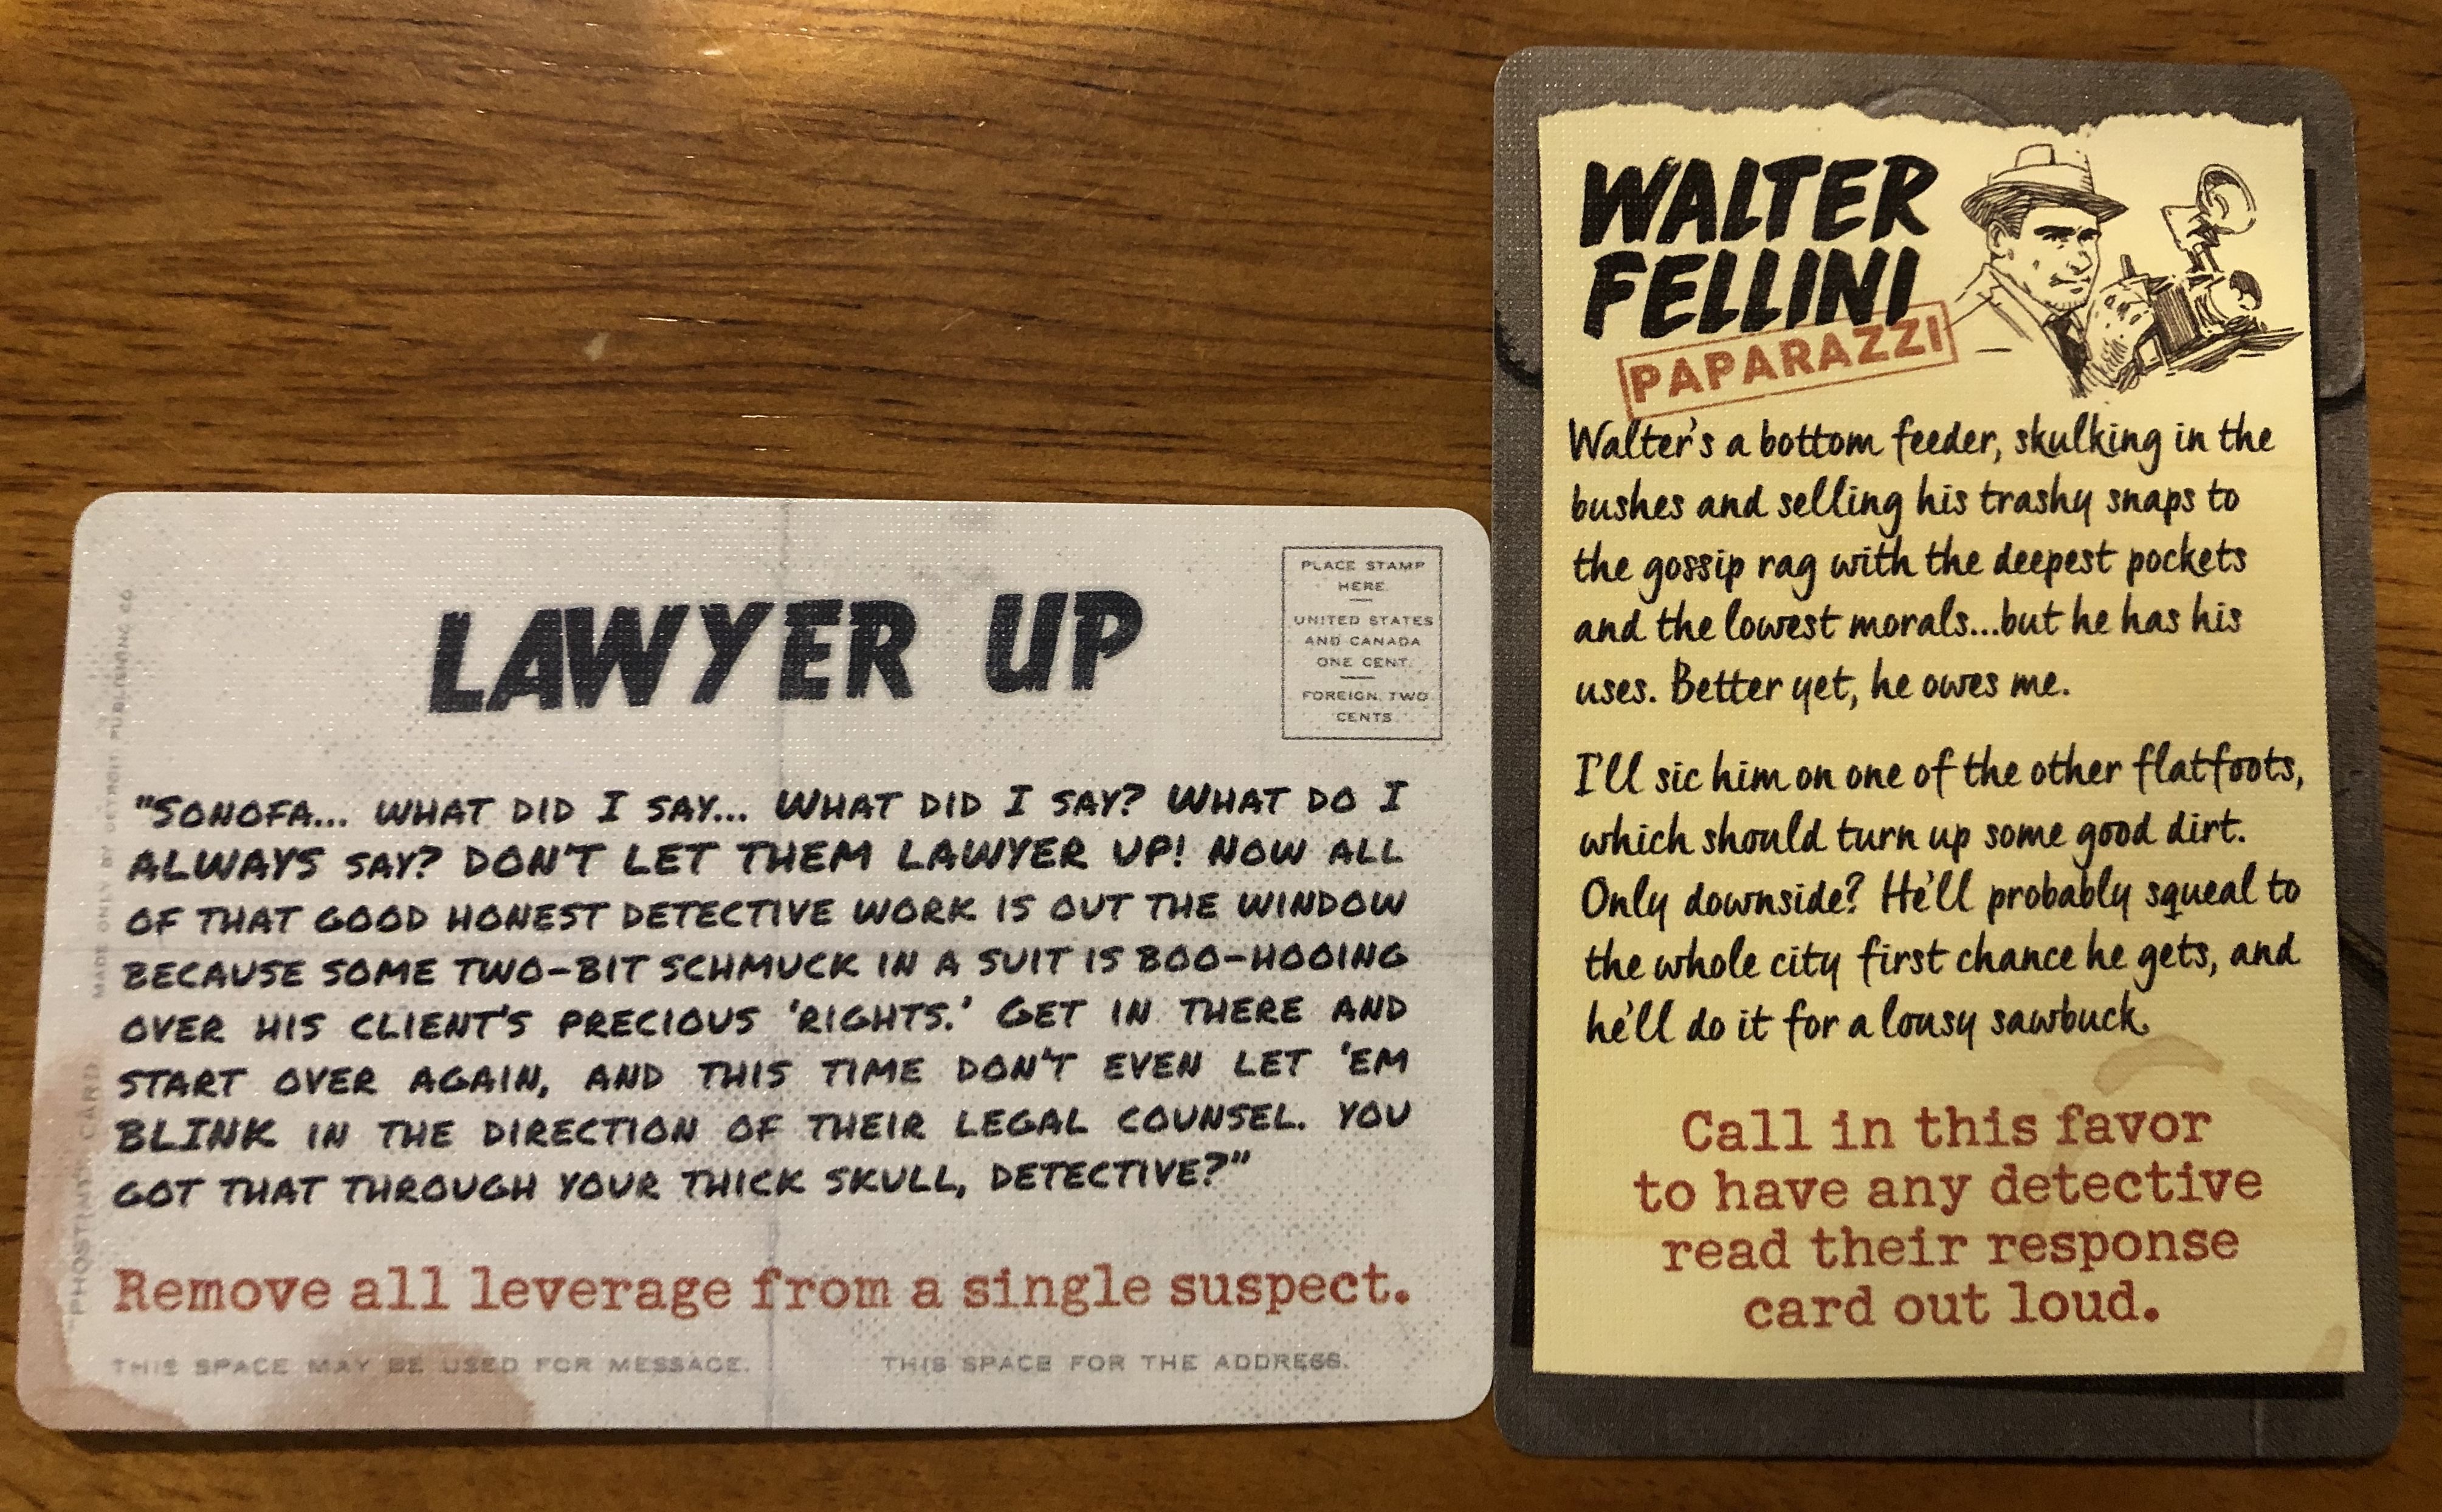 LAWYER UP
PLACE STAMP
HERE.
UNITED STATES
AND CANADA
ONE CENT.
FOREIGN, TWO
CENTS
"SONOFA... WHAT DID I SAY... WHAT DID I SAY? WHAT DO I
ALWAYS SAY? DON'T LET THEM LAWYER UP! NOW ALL
OF THAT GOOD HONEST DETECTIVE WORK IS OUT THE WINDOW
BECAUSE SOME TWO-BIT SCHMUCK IN A SUIT IS BOO-HOOING
OVER HIS CLIENT'S PRECIOUS 'RIGHTS.' GET IN THERE AND
START OVER AGAIN, AND THIS TIME DON'T EVEN LET 'EM
BLINK IN THE DIRECTION OF THEIR LEGAL COUNSEL. YOU
GOT THAT THROUGH YOUR THICK SKULL, DETECTIVE?"
Remove all leverage from a single suspect.
THIS SPACE MAY BE USED FOR MESSAGE.
THIS SPACE FOR THE ADDRESS.
MADE ONLY BY DETROIT PUBLISHING CO
CARD
WALTER
FELLINI
PAPARAZZI
Walter's a bottom feeder, skulking in the
bushes and selling his trashy snaps to
the gossip rag with the deepest pockets
and the lowest morals...but he has his
uses. Better yet, he owes me.
I'll sic him on one of the other flatfoots,
which should turn up some good dirt.
Only downside? He'll probably squeal to
the whole city first chance he gets, and
he'll do it for a lousy sawbuck.
Call in this favor
to have any detective
read their response
card out loud.